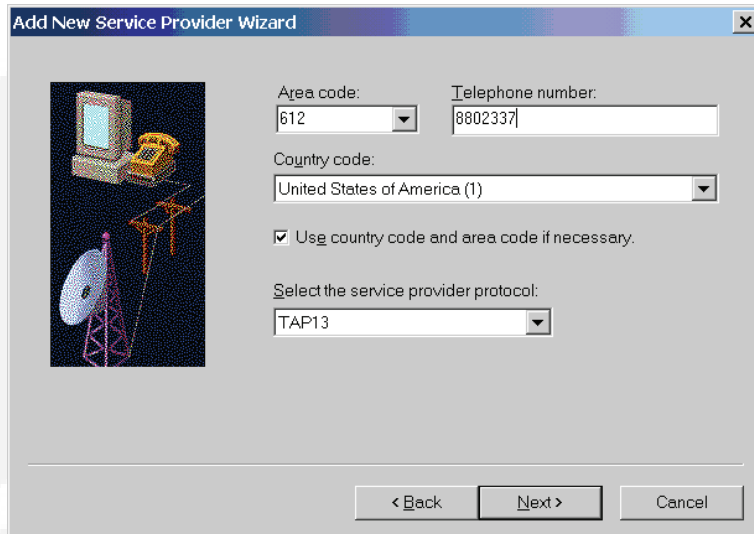 Add New Service Provider Wizard
Area code: Telephone number:
612 8802337
Country code:
United States of America (1)
Use country code and area code if necessary.
Select the service provider protocol:
TAP13
< Back Next > Cancel